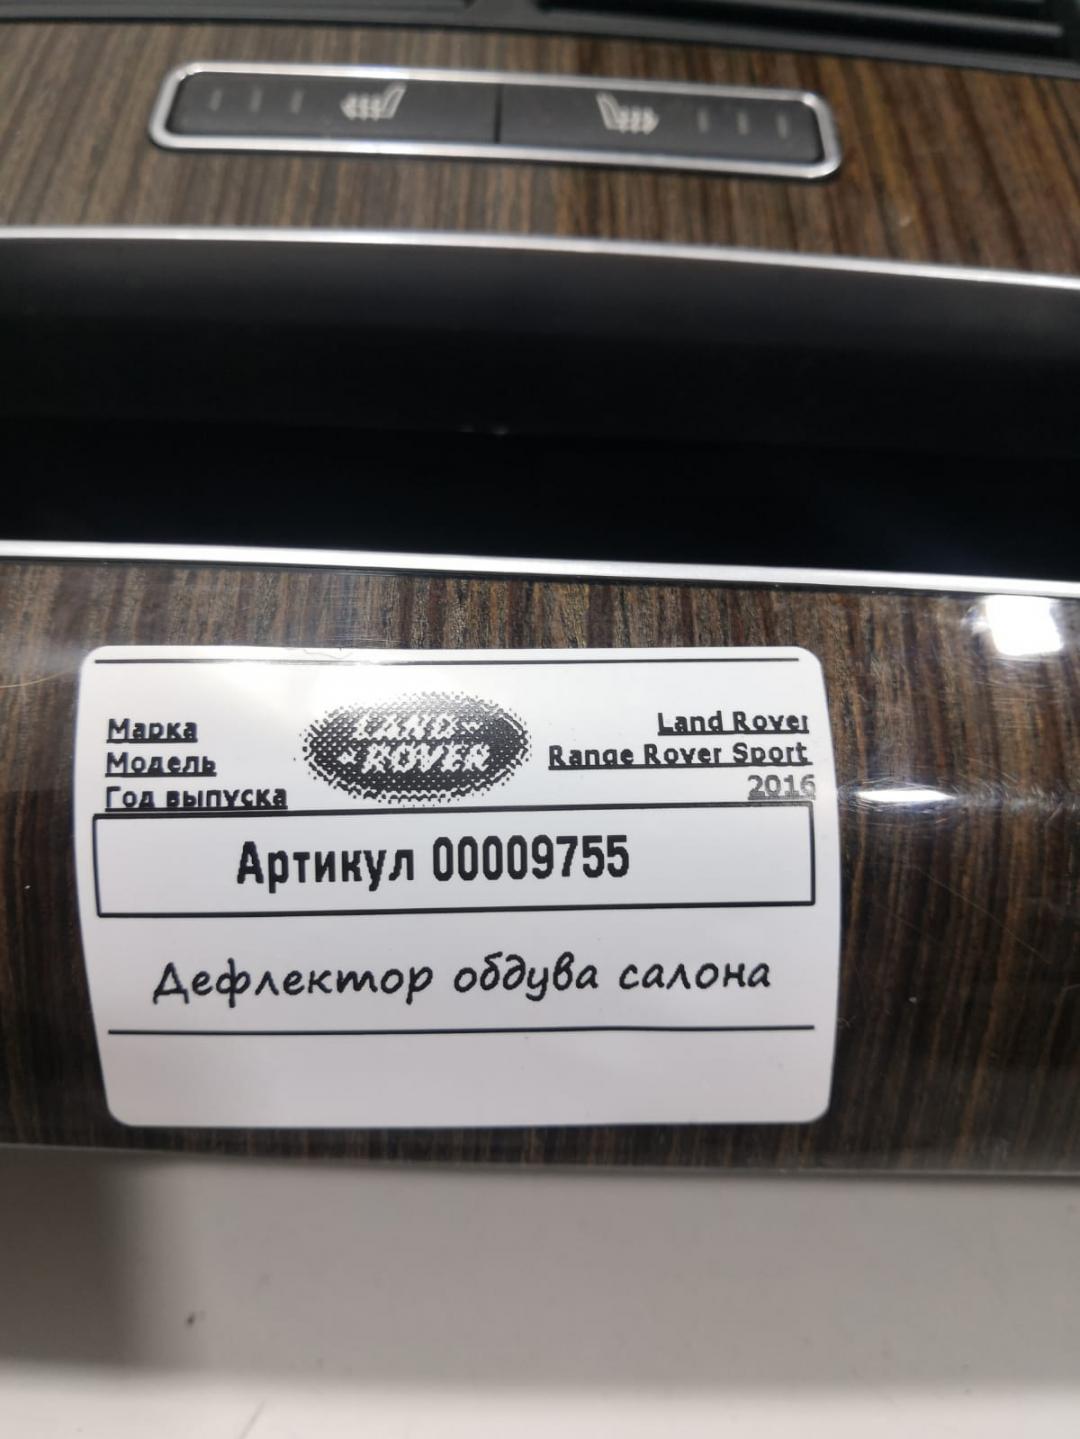 Марка
LAND ROVER
Land Rover
Модель
Range Rover Sport
Год выпуска
2016
Артикул 00009755
Дефлектор обдува салона